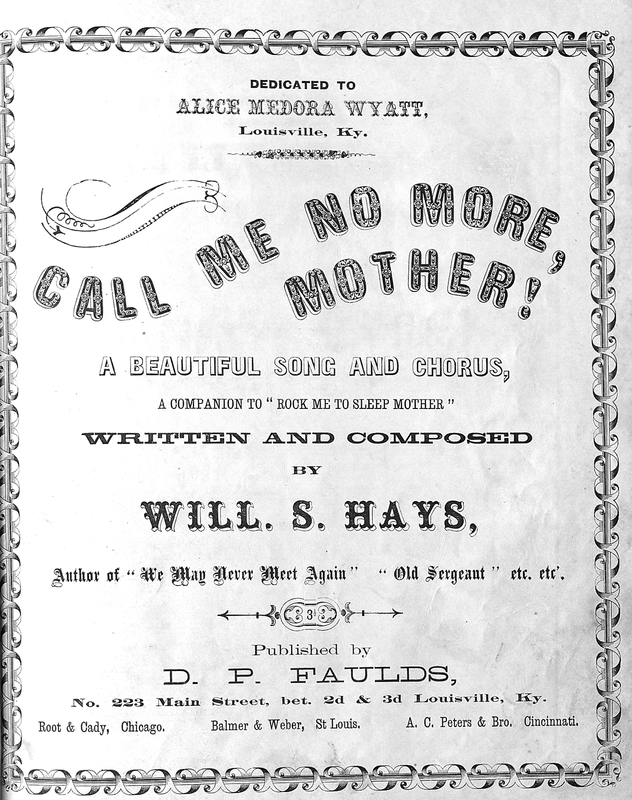 DEDICATED TO
ALICE MEDORA WYATT,
Louisville, Ky.
CALL ME NO MORE,
MOTHER!
A BEAUTIFUL SONG AND CHORUS,
A COMPANION TO “ ROCK ME TO SLEEP MOTHER ”
WRITTEN AND COMPOSED
BY
WILL. S. HAYS,
Author of “ We May Never Meet Again ” “ Old Sergeant ” etc. etc'.
Published by
D. P. FAULDS,
No. 223 Main Street, bet. 2d & 3d Louisville, Ky.
Root & Cady, Chicago. Balmer & Weber, St Louis. A. C. Peters & Bro. Cincinnati.